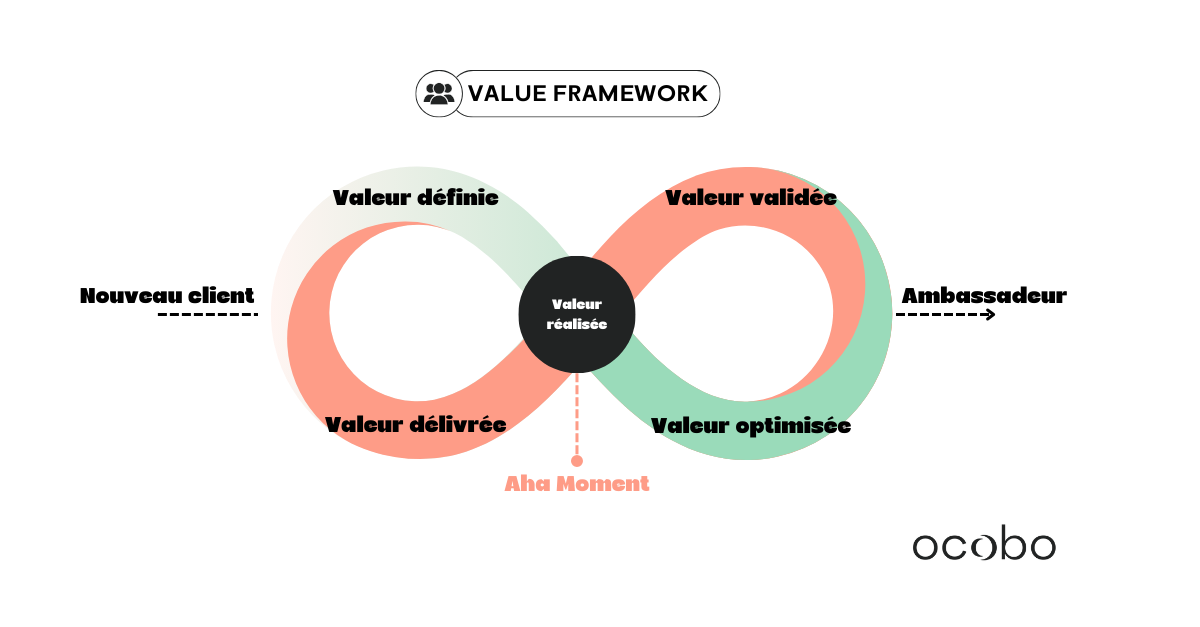 VALUE FRAMEWORK
Valeur définie
Valeur validée
Nouveau client
Valeur
réalisée
Ambassadeur
Valeur délivrée
Valeur optimisée
Aha Moment
ocobo